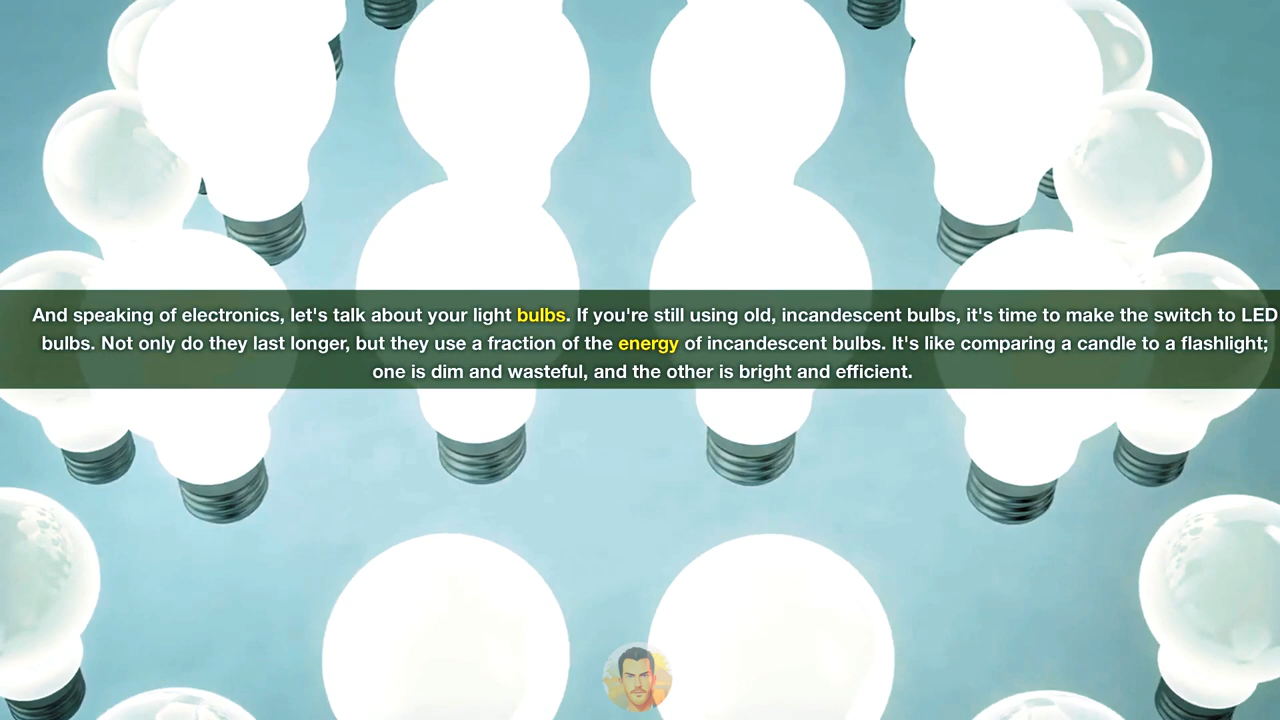 And speaking of electronics, let's talk about your light bulbs. If you're still using old, incandescent bulbs, it's time to make the switch to LED
bulbs. Not only do they last longer, but they use a fraction of the energy of incandescent bulbs. It's like comparing a candle to a flashlight;
one is dim and wasteful, and the other is bright and efficient.